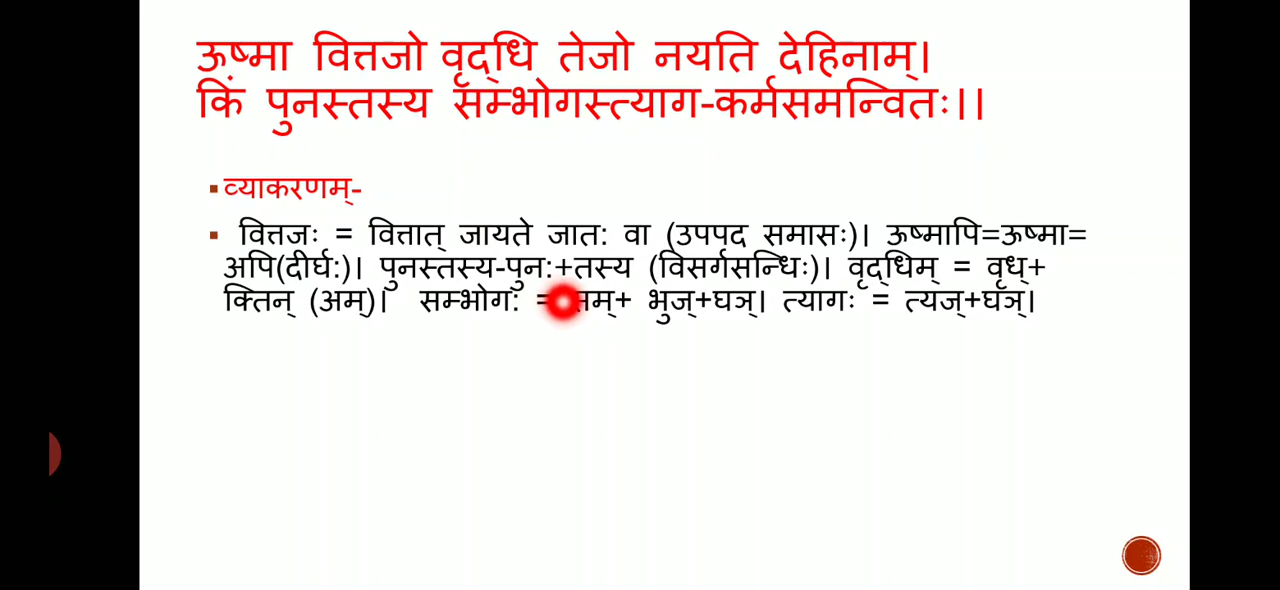 ऊष्मा वित्तजो वृद्धि तेजो नयति देहिनाम्।
किं पुनस्तस्य सम्भोगस्त्याग-कर्मसमन्वितः।।
व्याकरणम्-
वित्तजः = वित्तात् जायते जात: वा (उपपद समासः)। ऊष्मापि=ऊष्मा=
अपि(दीर्घ:)। पुनस्तस्य-पुन:+तस्य (विसर्गसन्धिः)। वृद्धिम् = वृध्+
क्तिन् (अम्)। सम्भोग: = सम्+ भुज्+घञ्। त्यागः = त्यज्+घञ्।